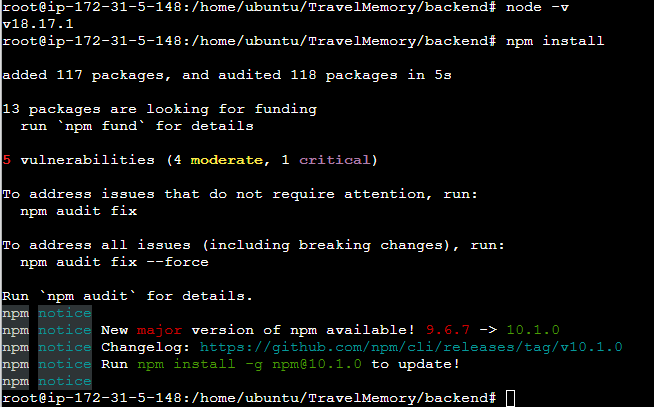 root@ip-172-31-5-148:/home/ubuntu/TravelMemory/backend# node -v
v18.17.1
root@ip-172-31-5-148:/home/ubuntu/TravelMemory/backend# npm install
added 117 packages, and audited 118 packages in 5s
13 packages are looking for funding
  run `npm fund` for details
5 vulnerabilities (4 moderate, 1 critical)
To address issues that do not require attention, run:
  npm audit fix
To address all issues (including breaking changes), run:
  npm audit fix --force
Run `npm audit` for details.
npm notice
npm notice New major version of npm available! 9.6.7 -> 10.1.0
npm notice Changelog: https://github.com/npm/cli/releases/tag/v10.1.0
npm notice Run npm install -g npm@10.1.0 to update!
npm notice
root@ip-172-31-5-148:/home/ubuntu/TravelMemory/backend#